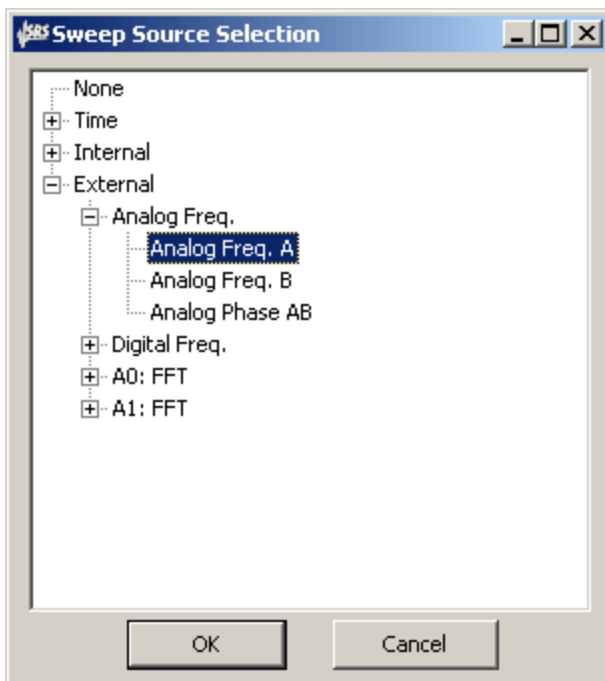 SRS Sweep Source Selection
None
Time
Internal
External
Analog Freq.
Analog Freq. A
Analog Freq. B
Analog Phase AB
Digital Freq.
A0: FFT
A1: FFT
OK Cancel